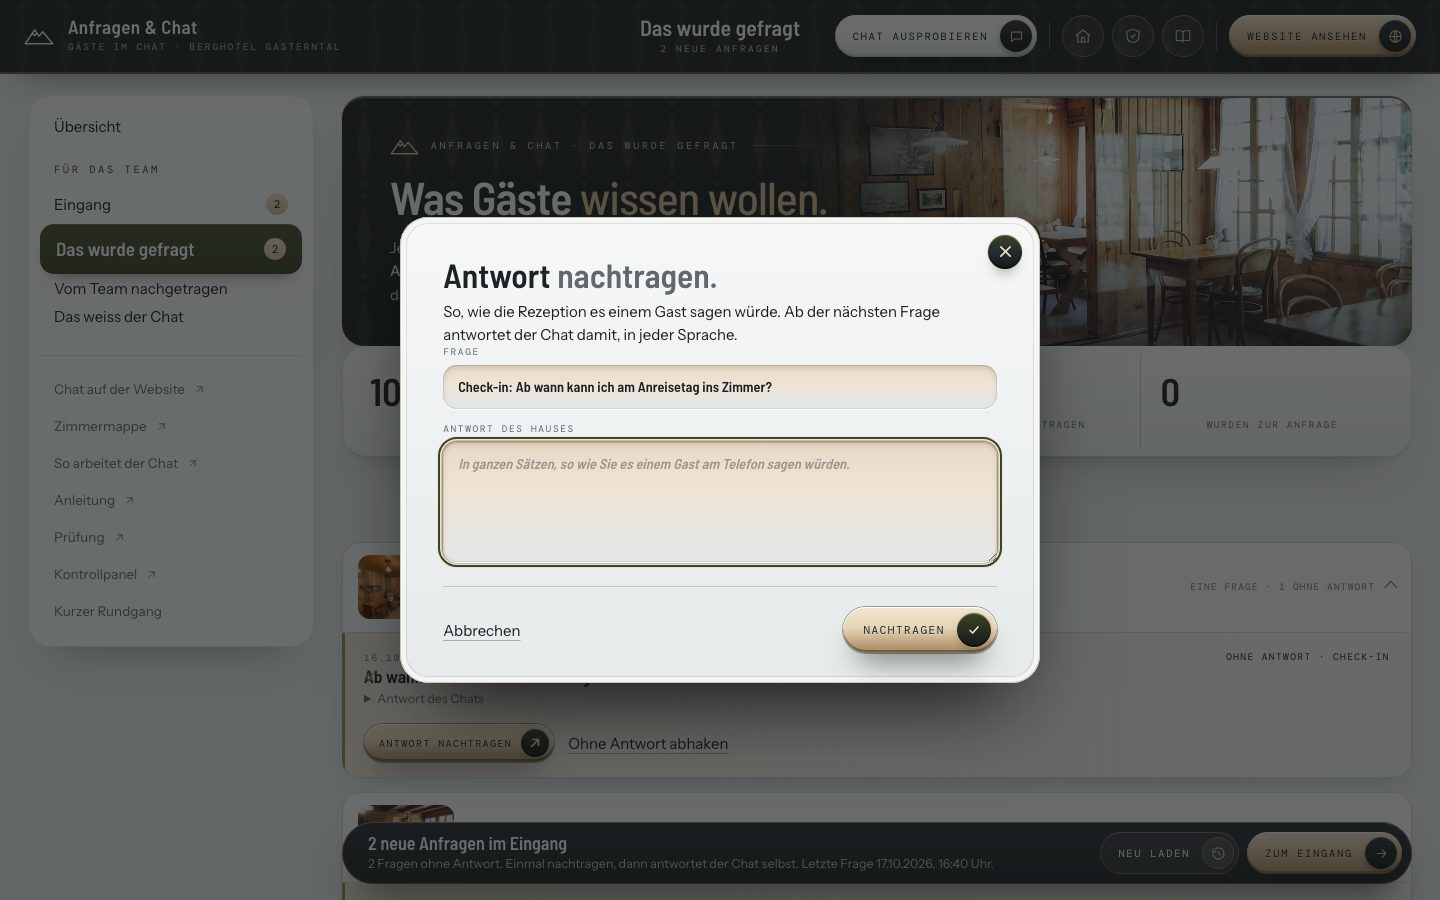 Anfragen & Chat
GÄSTE IM CHAT · BERGHOTEL GASTERNTAL
Das wurde gefragt
2 NEUE ANFRAGEN
CHAT AUSPROBIEREN
WEBSITE ANSEHEN
Übersicht
FÜR DAS TEAM
Eingang 2
Das wurde gefragt 2
Vom Team nachgetragen
Das weiss der Chat
Chat auf der Website
Zimmermappe
So arbeitet der Chat
Anleitung
Prüfung
Kontrollpanel
Kurzer Rundgang
ANFRAGEN & CHAT · DAS WURDE GEFRAGT
Was Gäste wissen wollen.
Antwort nachtragen.
So, wie die Rezeption es einem Gast sagen würde. Ab der nächsten Frage
antwortet der Chat damit, in jeder Sprache.
FRAGE
Check-in: Ab wann kann ich am Anreisetag ins Zimmer?
ANTWORT DES HAUSES
In ganzen Sätzen, so wie Sie es einem Gast am Telefon sagen würden.
Abbrechen
NACHTRAGEN
10
0
WURDEN ZUR ANFRAGE
EINE FRAGE · 1 OHNE ANTWORT
16.10
OHNE ANTWORT · CHECK-IN
Antwort des Chats
ANTWORT NACHTRAGEN
Ohne Antwort abhaken
2 neue Anfragen im Eingang
2 Fragen ohne Antwort. Einmal nachtragen, dann antwortet der Chat selbst. Letzte Frage 17.10.2026, 16:40 Uhr.
NEU LADEN
ZUM EINGANG